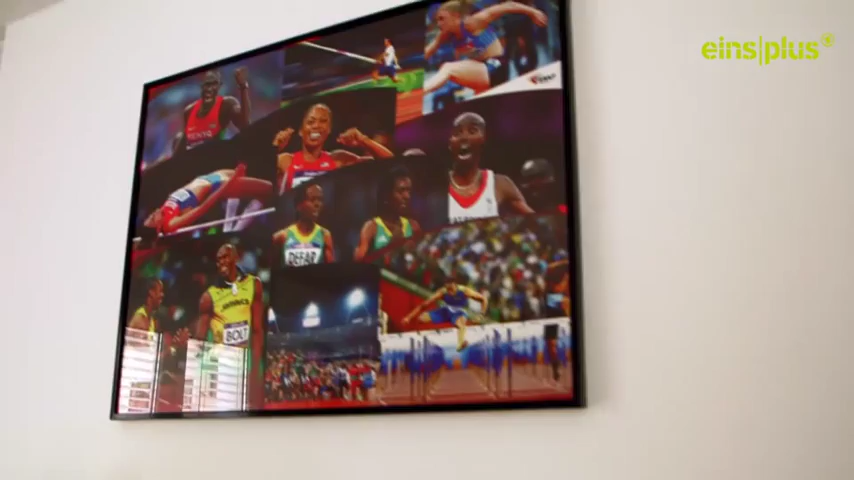 eins|plus
KENYA
DEFAR
JAMAICA
BOLT